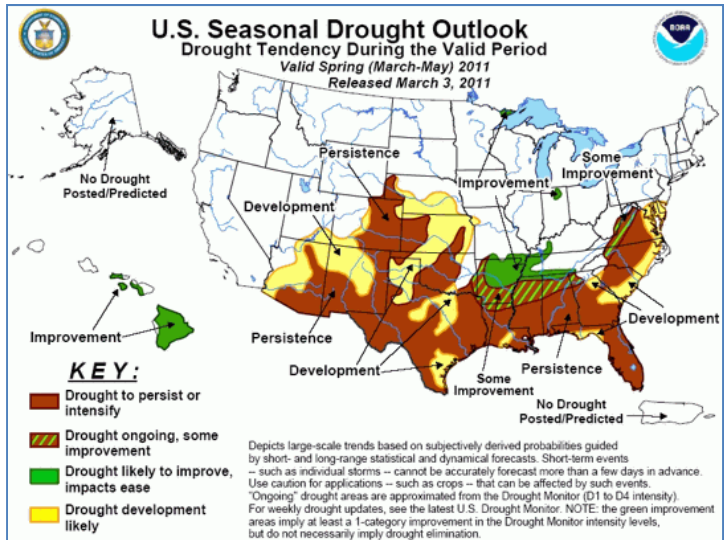 U.S. Seasonal Drought Outlook
Drought Tendency During the Valid Period
Valid Spring (March-May) 2011
Released March 3, 2011
NOAA
No Drought
Posted/Predicted
Persistence
Some
Improvement
Improvement
Development
Improvement
Persistence
Development
Some
Improvement
Persistence
Development
No Drought
Posted/Predicted
KEY:
Drought to persist or
intensify
Drought ongoing, some
improvement
Drought likely to improve,
impacts ease
Drought development
likely
Depicts large-scale trends based on subjectively derived probabilities guided
by short- and long-range statistical and dynamical forecasts. Short-term events
-- such as individual storms -- cannot be accurately forecast more than a few days in advance.
Use caution for applications -- such as crops -- that can be affected by such events.
"Ongoing" drought areas are approximated from the Drought Monitor (D1 to D4 intensity).
For weekly drought updates, see the latest U.S. Drought Monitor. NOTE: the green improvement
areas imply at least a 1-category improvement in the Drought Monitor intensity levels,
but do not necessarily imply drought elimination.